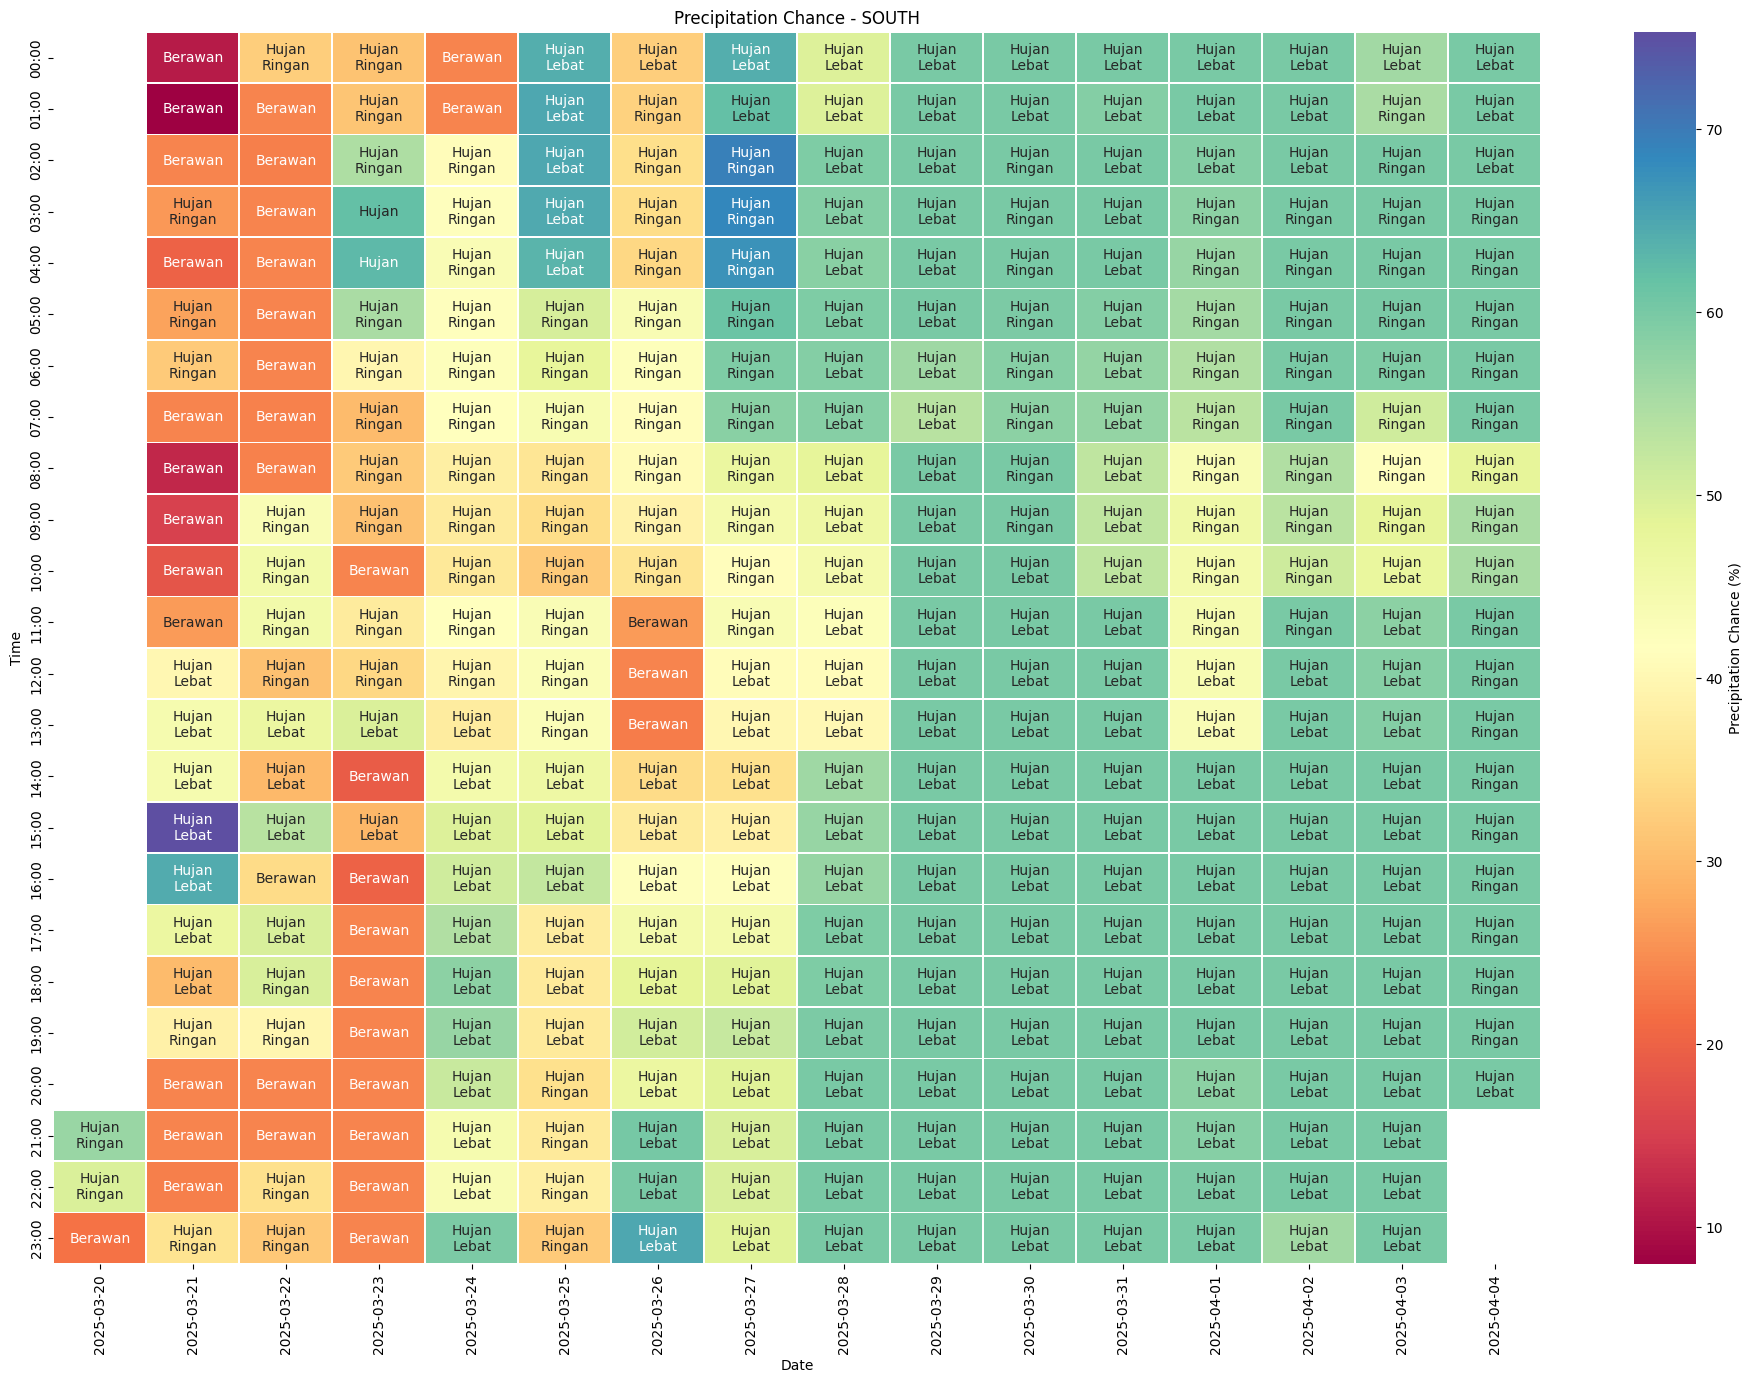 Precipitation Chance - SOUTH
00:00 Berawan Hujan Ringan Hujan Ringan Berawan Hujan Lebat Hujan Lebat Hujan Lebat Hujan Lebat Hujan Lebat Hujan Lebat Hujan Lebat Hujan Lebat Hujan Lebat Hujan Lebat Hujan Lebat
01:00 Berawan Berawan Hujan Ringan Berawan Hujan Lebat Hujan Ringan Hujan Lebat Hujan Lebat Hujan Lebat Hujan Lebat Hujan Lebat Hujan Lebat Hujan Lebat Hujan Ringan Hujan Lebat
02:00 Berawan Berawan Hujan Ringan Hujan Ringan Hujan Lebat Hujan Ringan Hujan Ringan Hujan Lebat Hujan Lebat Hujan Ringan Hujan Lebat Hujan Lebat Hujan Lebat Hujan Ringan Hujan Lebat
03:00 Hujan Ringan Berawan Hujan Hujan Ringan Hujan Lebat Hujan Ringan Hujan Ringan Hujan Lebat Hujan Lebat Hujan Ringan Hujan Lebat Hujan Ringan Hujan Ringan Hujan Ringan Hujan Ringan
04:00 Berawan Berawan Hujan Hujan Ringan Hujan Lebat Hujan Ringan Hujan Ringan Hujan Lebat Hujan Lebat Hujan Ringan Hujan Lebat Hujan Ringan Hujan Ringan Hujan Ringan Hujan Ringan
05:00 Hujan Ringan Berawan Hujan Ringan Hujan Ringan Hujan Ringan Hujan Ringan Hujan Ringan Hujan Lebat Hujan Lebat Hujan Ringan Hujan Lebat Hujan Ringan Hujan Ringan Hujan Ringan Hujan Ringan
06:00 Hujan Ringan Berawan Hujan Ringan Hujan Ringan Hujan Ringan Hujan Ringan Hujan Ringan Hujan Lebat Hujan Lebat Hujan Ringan Hujan Lebat Hujan Ringan Hujan Ringan Hujan Ringan Hujan Ringan
07:00 Berawan Berawan Hujan Ringan Hujan Ringan Hujan Ringan Hujan Ringan Hujan Ringan Hujan Lebat Hujan Lebat Hujan Ringan Hujan Lebat Hujan Ringan Hujan Ringan Hujan Ringan Hujan Ringan
08:00 Berawan Berawan Hujan Ringan Hujan Ringan Hujan Ringan Hujan Ringan Hujan Ringan Hujan Lebat Hujan Lebat Hujan Ringan Hujan Lebat Hujan Ringan Hujan Ringan Hujan Ringan Hujan Ringan
09:00 Berawan Hujan Ringan Hujan Ringan Hujan Ringan Hujan Ringan Hujan Ringan Hujan Ringan Hujan Lebat Hujan Lebat Hujan Ringan Hujan Lebat Hujan Ringan Hujan Ringan Hujan Ringan Hujan Ringan
10:00 Berawan Hujan Ringan Berawan Hujan Ringan Hujan Ringan Hujan Ringan Hujan Ringan Hujan Lebat Hujan Lebat Hujan Lebat Hujan Lebat Hujan Ringan Hujan Ringan Hujan Lebat Hujan Ringan
11:00 Berawan Hujan Ringan Hujan Ringan Hujan Ringan Hujan Ringan Berawan Hujan Ringan Hujan Lebat Hujan Lebat Hujan Lebat Hujan Lebat Hujan Ringan Hujan Ringan Hujan Lebat Hujan Ringan
12:00 Hujan Lebat Hujan Ringan Hujan Ringan Hujan Ringan Hujan Ringan Berawan Hujan Lebat Hujan Lebat Hujan Lebat Hujan Lebat Hujan Lebat Hujan Lebat Hujan Lebat Hujan Lebat Hujan Ringan
13:00 Hujan Lebat Hujan Lebat Hujan Lebat Hujan Lebat Hujan Ringan Berawan Hujan Lebat Hujan Lebat Hujan Lebat Hujan Lebat Hujan Lebat Hujan Lebat Hujan Lebat Hujan Lebat Hujan Ringan
14:00 Hujan Lebat Hujan Lebat Berawan Hujan Lebat Hujan Lebat Hujan Lebat Hujan Lebat Hujan Lebat Hujan Lebat Hujan Lebat Hujan Lebat Hujan Lebat Hujan Lebat Hujan Lebat Hujan Ringan
15:00 Hujan Lebat Hujan Lebat Hujan Lebat Hujan Lebat Hujan Lebat Hujan Lebat Hujan Lebat Hujan Lebat Hujan Lebat Hujan Lebat Hujan Lebat Hujan Lebat Hujan Lebat Hujan Lebat Hujan Ringan
16:00 Hujan Lebat Berawan Berawan Hujan Lebat Hujan Lebat Hujan Lebat Hujan Lebat Hujan Lebat Hujan Lebat Hujan Lebat Hujan Lebat Hujan Lebat Hujan Lebat Hujan Lebat Hujan Ringan
17:00 Hujan Lebat Hujan Lebat Berawan Hujan Lebat Hujan Lebat Hujan Lebat Hujan Lebat Hujan Lebat Hujan Lebat Hujan Lebat Hujan Lebat Hujan Lebat Hujan Lebat Hujan Lebat Hujan Ringan
18:00 Hujan Lebat Hujan Ringan Berawan Hujan Lebat Hujan Lebat Hujan Lebat Hujan Lebat Hujan Lebat Hujan Lebat Hujan Lebat Hujan Lebat Hujan Lebat Hujan Lebat Hujan Lebat Hujan Ringan
19:00 Hujan Ringan Hujan Ringan Berawan Hujan Lebat Hujan Lebat Hujan Lebat Hujan Lebat Hujan Lebat Hujan Lebat Hujan Lebat Hujan Lebat Hujan Lebat Hujan Lebat Hujan Lebat Hujan Ringan
20:00 Berawan Berawan Berawan Hujan Lebat Hujan Ringan Hujan Lebat Hujan Lebat Hujan Lebat Hujan Lebat Hujan Lebat Hujan Lebat Hujan Lebat Hujan Lebat Hujan Lebat Hujan Lebat
21:00 Hujan Ringan Berawan Berawan Berawan Hujan Lebat Hujan Ringan Hujan Lebat Hujan Lebat Hujan Lebat Hujan Lebat Hujan Lebat Hujan Lebat Hujan Lebat Hujan Lebat Hujan Lebat
22:00 Hujan Ringan Berawan Hujan Ringan Berawan Hujan Lebat Hujan Ringan Hujan Lebat Hujan Lebat Hujan Lebat Hujan Lebat Hujan Lebat Hujan Lebat Hujan Lebat Hujan Lebat Hujan Lebat
23:00 Berawan Hujan Ringan Hujan Ringan Berawan Hujan Lebat Hujan Ringan Hujan Lebat Hujan Lebat Hujan Lebat Hujan Lebat Hujan Lebat Hujan Lebat Hujan Lebat Hujan Lebat Hujan Lebat
Time
2025-03-20 2025-03-21 2025-03-22 2025-03-23 2025-03-24 2025-03-25 2025-03-26 2025-03-27 2025-03-28 2025-03-29 2025-03-30 2025-03-31 2025-04-01 2025-04-02 2025-04-03 2025-04-04
Date
70
60
50
40
30
20
10
Precipitation Chance (%)